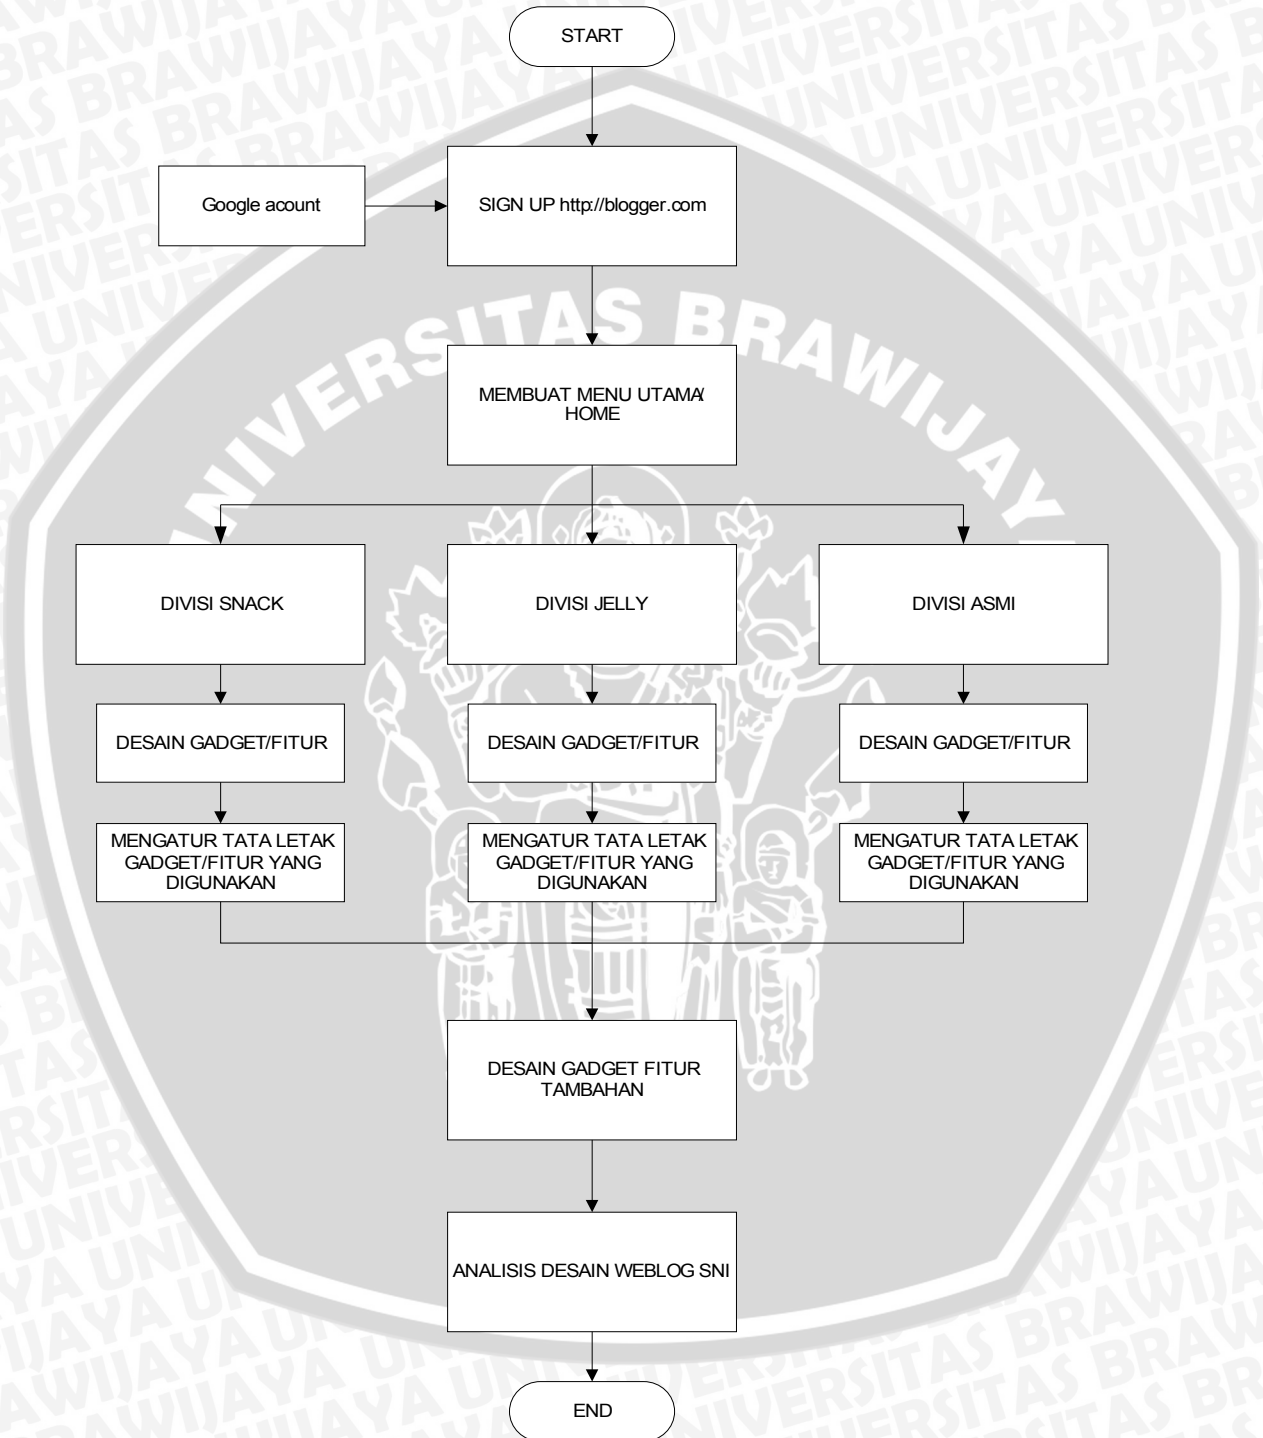 START
Google acount
SIGN UP http://blogger.com
UNIVERSITAS BRAWIJAYA
MEMBUAT MENU UTAMA/
HOME
DIVISI SNACK
DIVISI JELLY
DIVISI ASMI
DESAIN GADGET/FITUR
DESAIN GADGET/FITUR
DESAIN GADGET/FITUR
MENGATUR TATA LETAK
GADGET/FITUR YANG
DIGUNAKAN
MENGATUR TATA LETAK
GADGET/FITUR YANG
DIGUNAKAN
MENGATUR TATA LETAK
GADGET/FITUR YANG
DIGUNAKAN
DESAIN GADGET FITUR
TAMBAHAN
ANALISIS DESAIN WEBLOG SNI
END